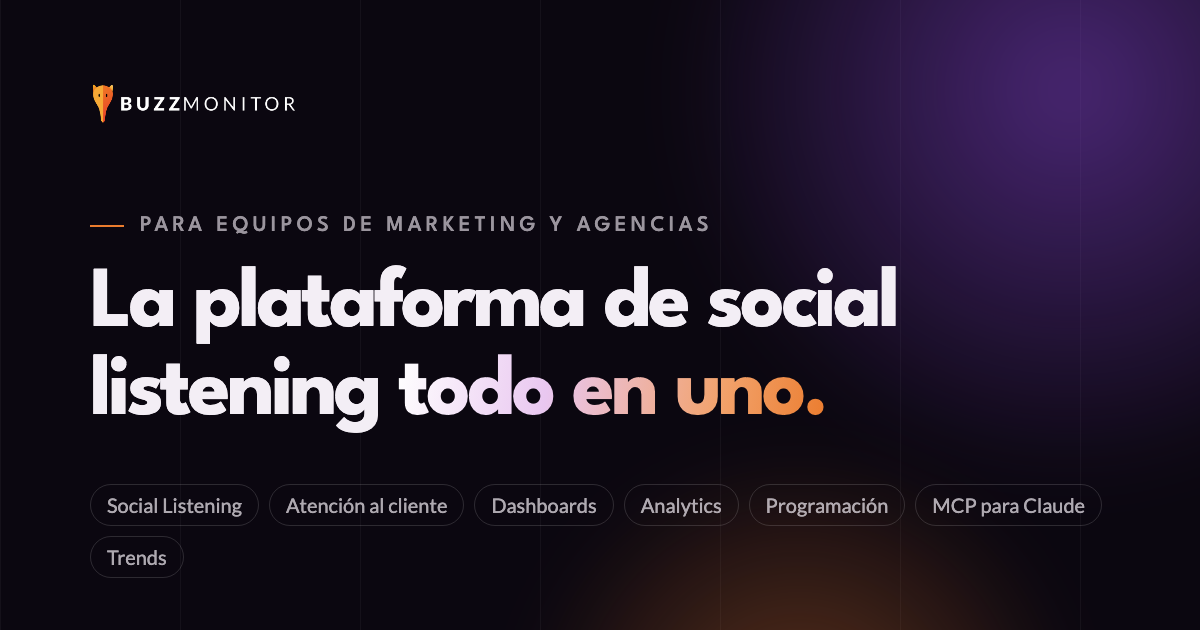 BUZZMONITOR
PARA EQUIPOS DE MARKETING Y AGENCIAS
La plataforma de social
listening todo en uno.
Social Listening Atención al cliente Dashboards Analytics Programación MCP para Claude
Trends